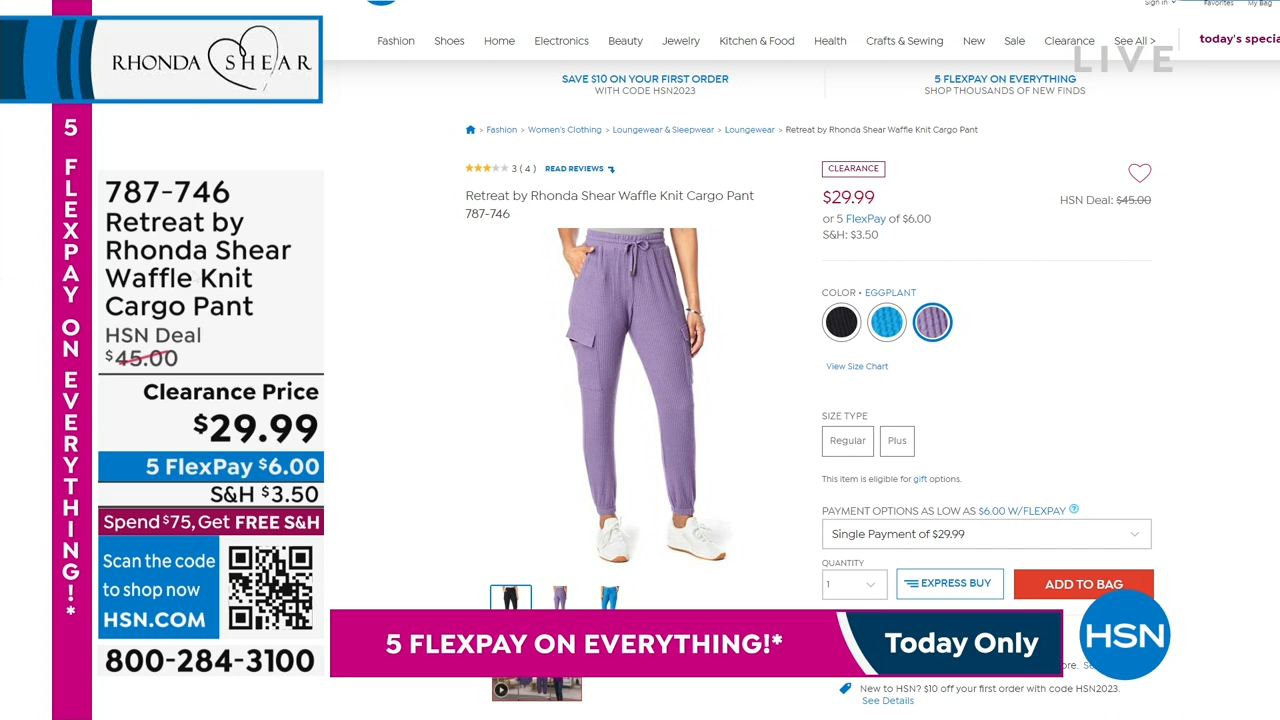 RHONDA SHEAR
5 FLEXPAY ON EVERYTHING!*
787-746
Retreat by
Rhonda Shear
Waffle Knit
Cargo Pant
HSN Deal
$45.00
Clearance Price
$29.99
5 FlexPay $6.00
S&H $3.50
Spend $75, Get FREE S&H
Scan the code
to shop now
HSN.COM
800-284-3100
Sign in
Favorites
My Bag
Fashion Shoes Home Electronics Beauty Jewelry Kitchen & Food Health Crafts & Sewing New Sale Clearance See All >
today's specia
LIVE
SAVE $10 ON YOUR FIRST ORDER
WITH CODE HSN2023
5 FLEXPAY ON EVERYTHING
SHOP THOUSANDS OF NEW FINDS
> Fashion > Women's Clothing > Loungewear & Sleepwear > Loungewear > Retreat by Rhonda Shear Waffle Knit Cargo Pant
3 ( 4 ) READ REVIEWS
Retreat by Rhonda Shear Waffle Knit Cargo Pant
787-746
CLEARANCE
$29.99
HSN Deal: $45.00
or 5 FlexPay of $6.00
S&H: $3.50
COLOR • EGGPLANT
View Size Chart
SIZE TYPE
Regular
Plus
This item is eligible for gift options.
PAYMENT OPTIONS AS LOW AS $6.00 W/FLEXPAY ?
Single Payment of $29.99
QUANTITY
1
EXPRESS BUY
ADD TO BAG
5 FLEXPAY ON EVERYTHING!*
Today Only
HSN
New to HSN? $10 off your first order with code HSN2023.
See Details